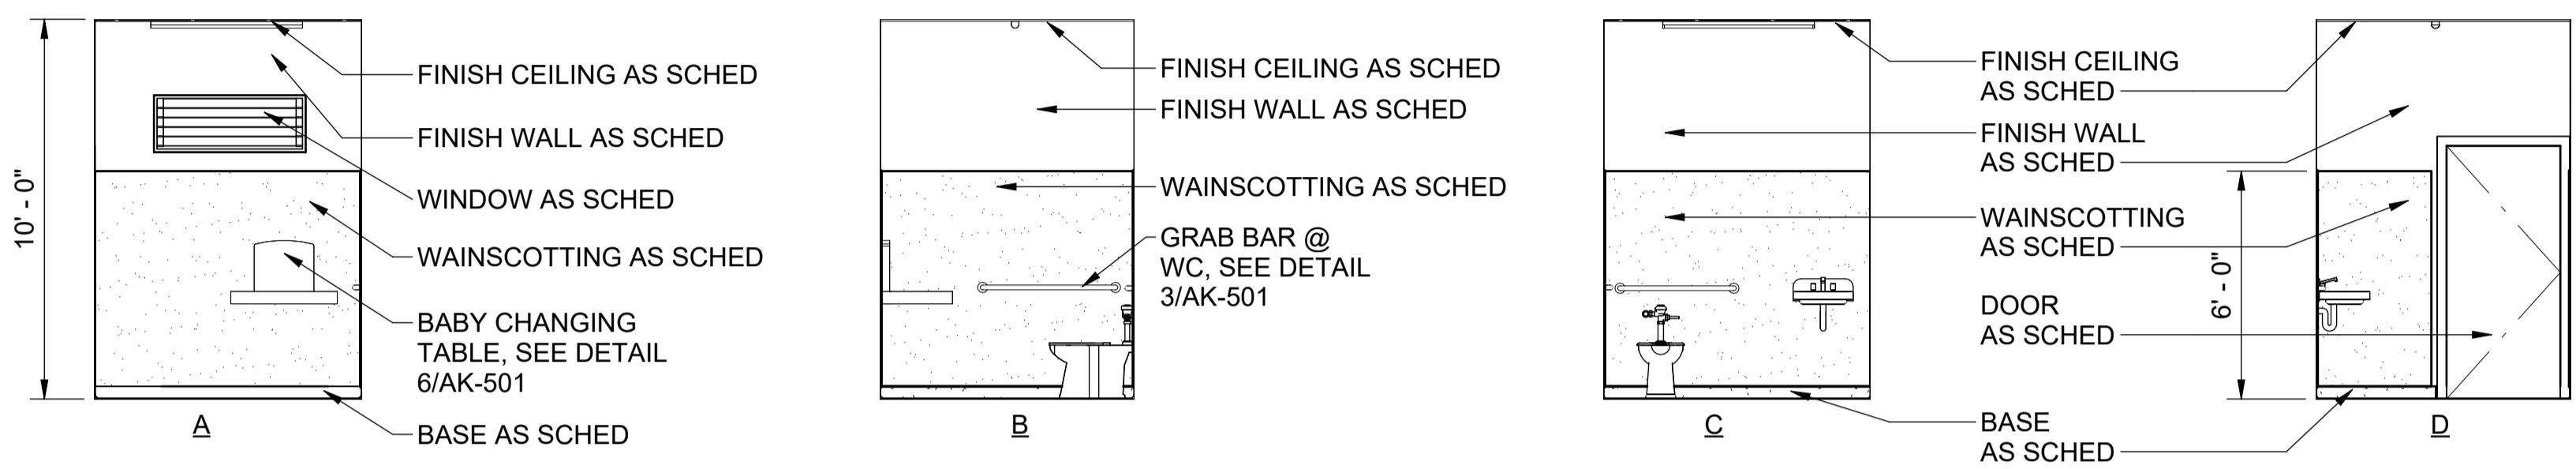 10' - 0"
FINISH CEILING AS SCHED
FINISH WALL AS SCHED
WINDOW AS SCHED
WAINSCOTTING AS SCHED
BABY CHANGING
TABLE, SEE DETAIL
6/AK-501
BASE AS SCHED
A
FINISH CEILING AS SCHED
FINISH WALL AS SCHED
WAINSCOTTING AS SCHED
GRAB BAR @
WC, SEE DETAIL
3/AK-501
B
C
FINISH CEILING
AS SCHED
FINISH WALL
AS SCHED
WAINSCOTTING
AS SCHED
DOOR
AS SCHED
BASE
AS SCHED
6' - 0"
D